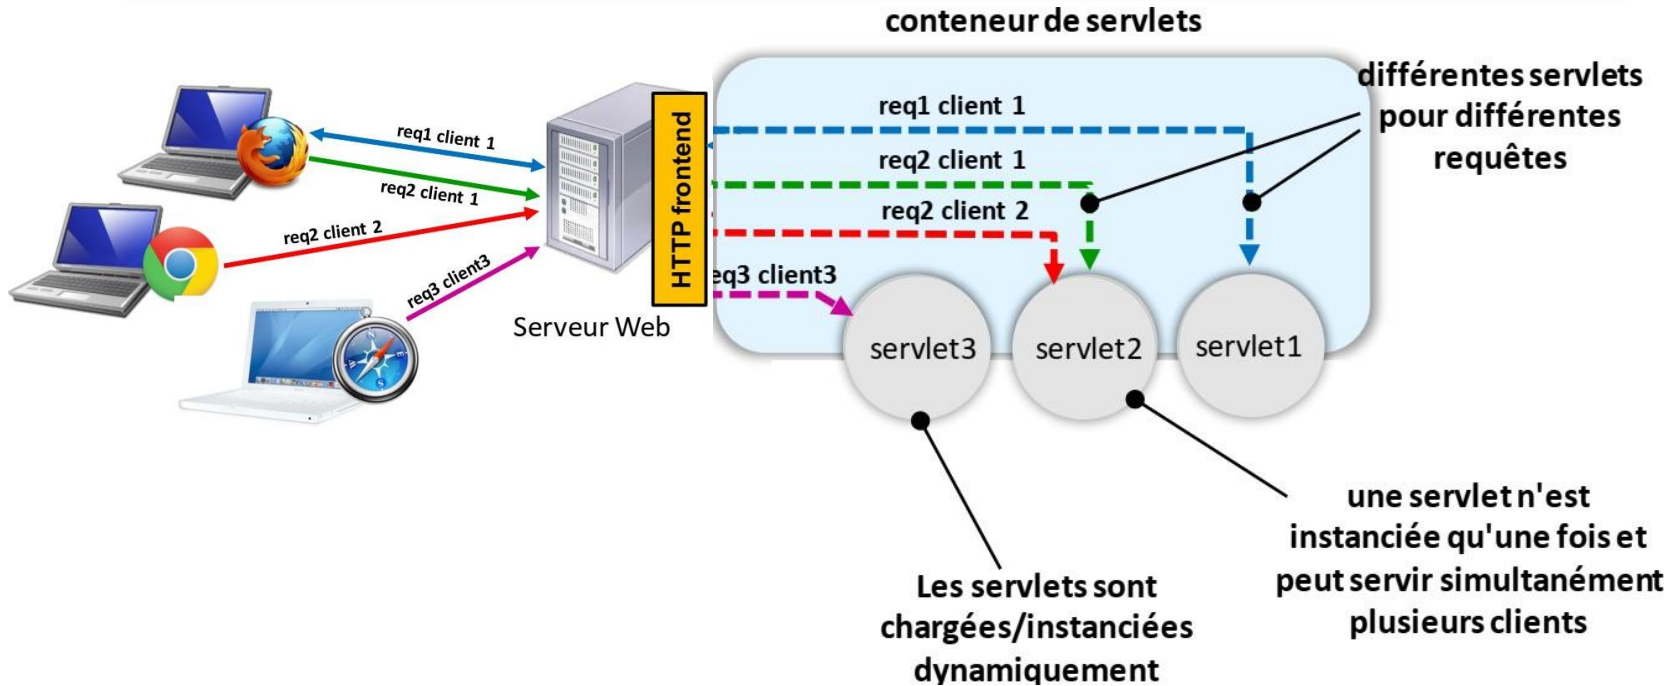 conteneur de servlets
différentes servlets
pour différentes
requêtes
req1 client 1
req2 client 1
req2 client 2
req3 client3
HTTP frontend
Serveur Web
req1 client 1
req2 client 1
req2 client 2
eq3 client3
servlet3
servlet2
servlet1
une servlet n'est
instanciée qu'une fois et
peut servir simultanément
plusieurs clients
Les servlets sont
chargées/instanciées
dynamiquement